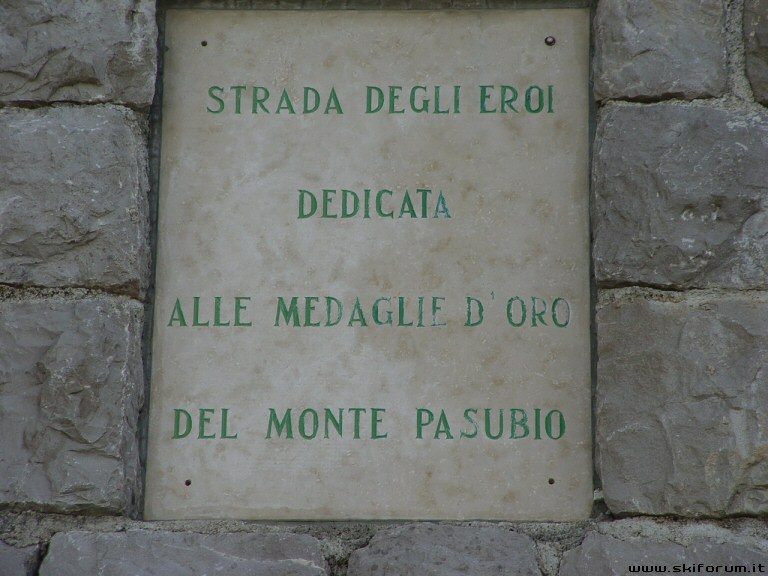 STRADA DEGLI EROI
DEDICATA
ALLE MEDAGLIE D'ORO
DEL MONTE PASUBIO
www.skiforum.it